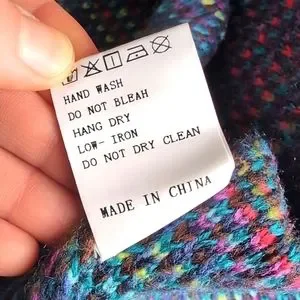 HAND WASH
DO NOT BLEAH
HANG DRY
LOW- IRON
DO NOT DRY CLEAN
MADE IN CHINA